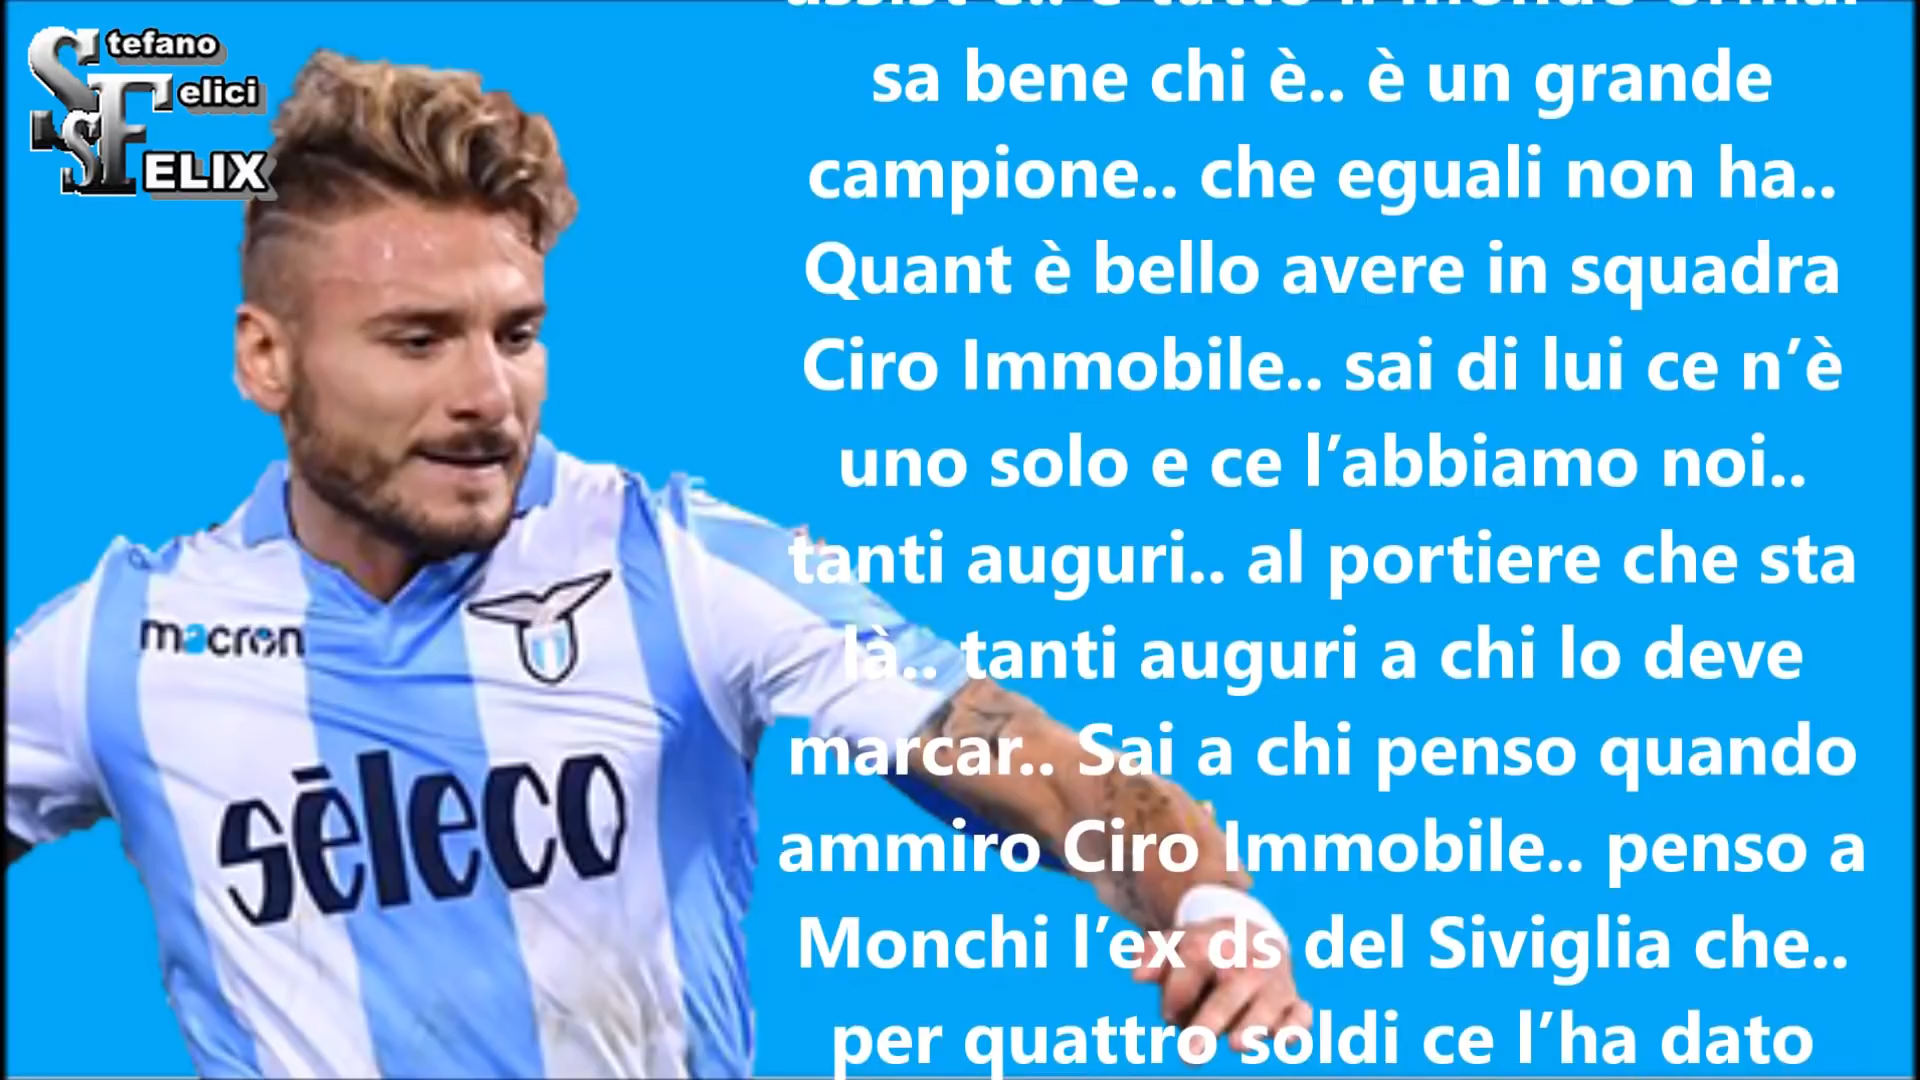 Stefano
Felici
SFELIX
sa bene chi è.. è un grande
campione.. che eguali non ha..
Quant è bello avere in squadra
Ciro Immobile.. sai di lui ce n’è
uno solo e ce l’abbiamo noi..
tanti auguri.. al portiere che sta
là.. tanti auguri a chi lo deve
marcar.. Sai a chi penso quando
ammiro Ciro Immobile.. penso a
Monchi l’ex ds del Siviglia che..
per quattro soldi ce l’ha dato
macron
sèleco